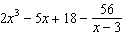 2x³ − 5x + 18 − 56/(x − 3)